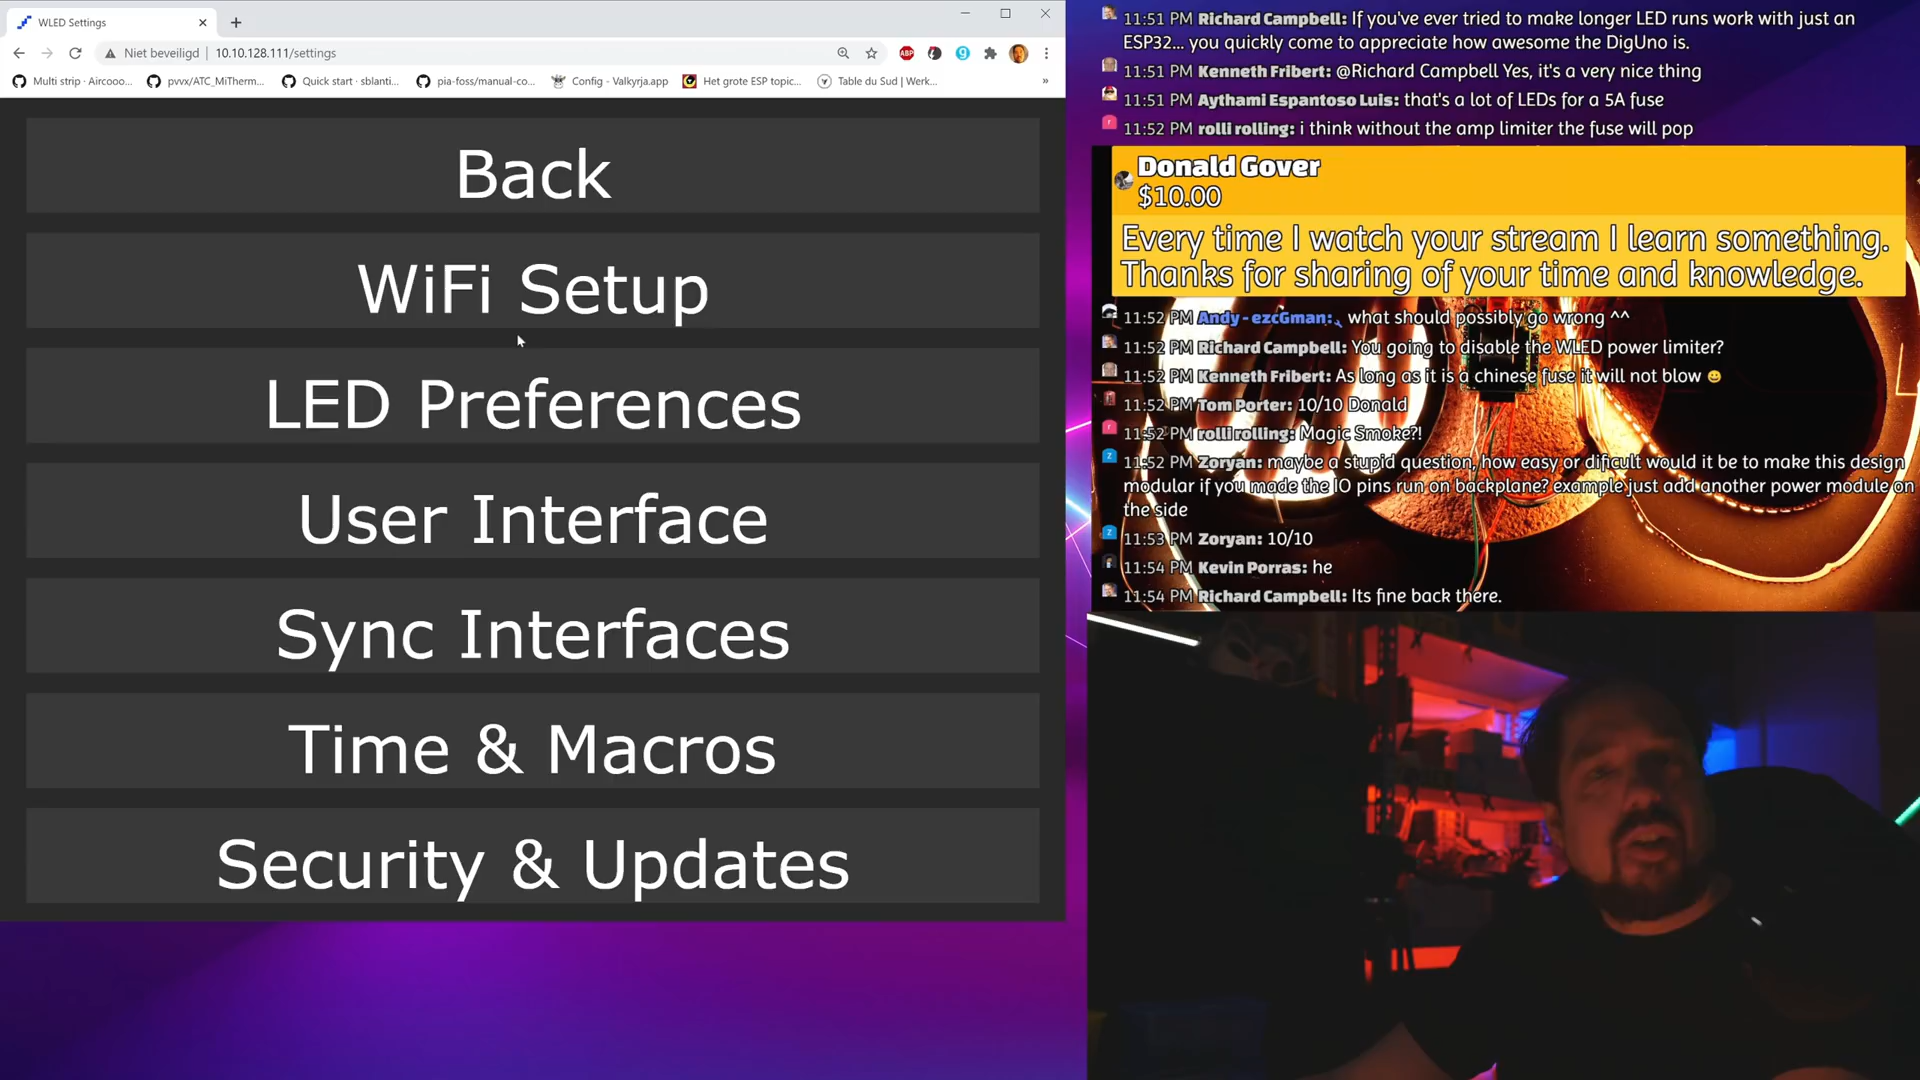 WLED Settings
Niet beveiligd
10.10.128.111/settings
ABP
Multi strip · Aircooo...
pvvx/ATC_MiTherm...
Quick start · sblanti...
pia-foss/manual-co...
Config - Valkyrja.app
Het grote ESP topic...
Table du Sud | Werk...
»
Back
WiFi Setup
LED Preferences
User Interface
Sync Interfaces
Time & Macros
Security & Updates
11:51 PM Richard Campbell: If you've ever tried to make longer LED runs work with just an
ESP32... you quickly come to appreciate how awesome the DigUno is.
11:51 PM Kenneth Fribert: @Richard Campbell Yes, it's a very nice thing
11:51 PM Aythami Espantoso Luis: that's a lot of LEDs for a 5A fuse
11:52 PM rolli rolling: i think without the amp limiter the fuse will pop
Donald Gover
$10.00
Every time I watch your stream I learn something.
Thanks for sharing of your time and knowledge.
11:52 PM Andy - ezcGman: what should possibly go wrong ^^
11:52 PM Richard Campbell: You going to disable the WLED power limiter?
11:52 PM Kenneth Fribert: As long as it is a chinese fuse it will not blow 😀
11:52 PM Tom Porter: 10/10 Donald
11:52 PM rolli rolling: Magic Smoke?!
11:52 PM Zoryan: maybe a stupid question, how easy or dificult would it be to make this design
modular if you made the IO pins run on backplane? example just add another power module on
the side
11:53 PM Zoryan: 10/10
11:54 PM Kevin Porras: he
11:54 PM Richard Campbell: Its fine back there.